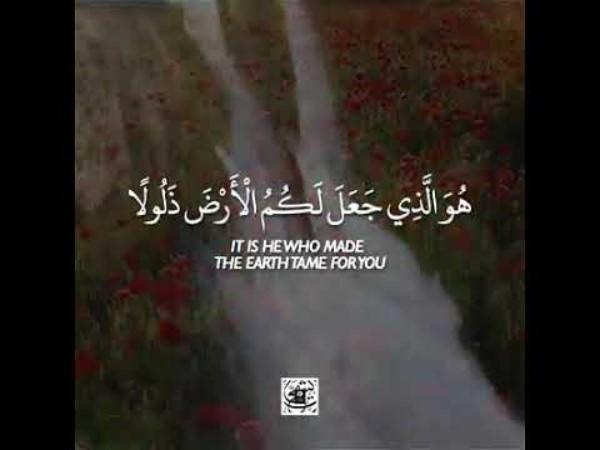 هُوَ الَّذِي جَعَلَ لَكُمُ الْأَرْضَ ذَلُولًا
IT IS HE WHO MADE
THE EARTH TAME FOR YOU